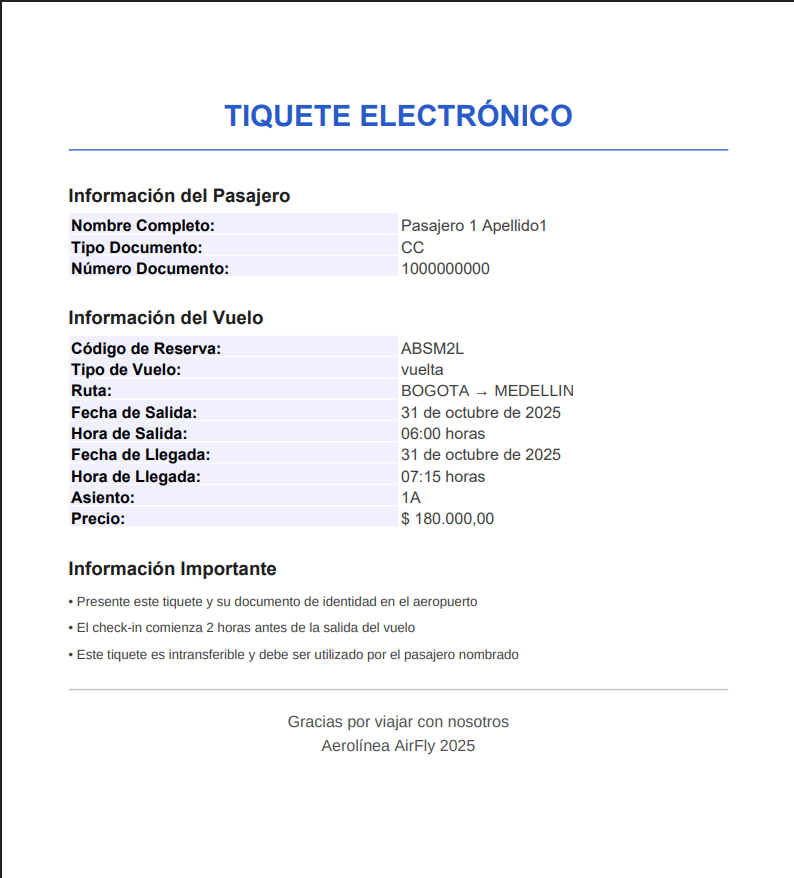 TIQUETE ELECTRÓNICO
Información del Pasajero
Nombre Completo: Pasajero 1 Apellido1
Tipo Documento: CC
Número Documento: 1000000000
Información del Vuelo
Código de Reserva: ABSM2L
Tipo de Vuelo: vuelta
Ruta: BOGOTA → MEDELLIN
Fecha de Salida: 31 de octubre de 2025
Hora de Salida: 06:00 horas
Fecha de Llegada: 31 de octubre de 2025
Hora de Llegada: 07:15 horas
Asiento: 1A
Precio: $ 180.000,00
Información Importante
• Presente este tiquete y su documento de identidad en el aeropuerto
• El check-in comienza 2 horas antes de la salida del vuelo
• Este tiquete es intransferible y debe ser utilizado por el pasajero nombrado
Gracias por viajar con nosotros
Aerolínea AirFly 2025